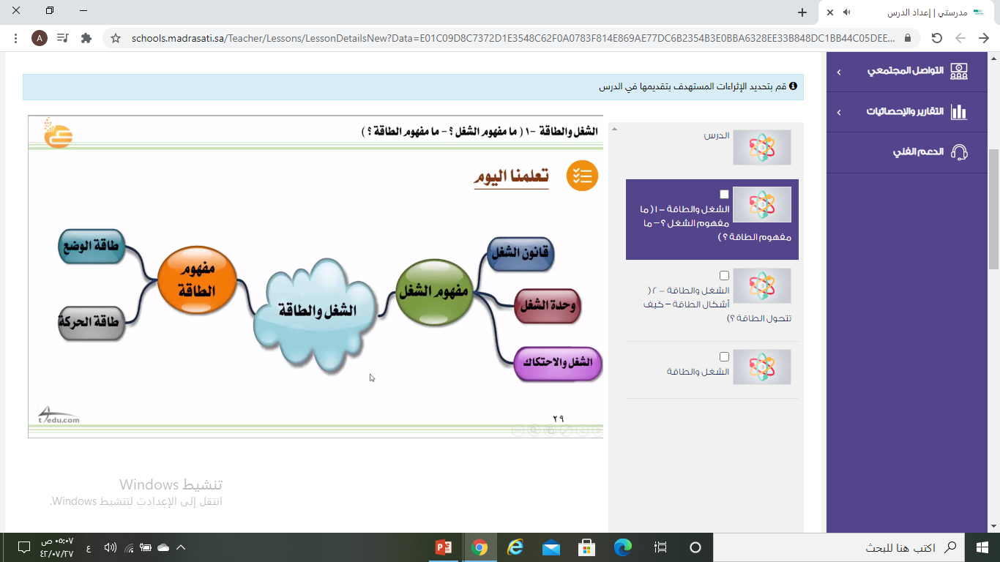 مدرستي | إعداد الدرس
schools.madrasati.sa/Teacher/Lessons/LessonDetailsNew?Data=E01C09D8C7372D1E3548C62F0A0783F814E869AE77DC6B2354B3E0BBA6328EE33B848DC1BB44C05DEE...
A
التواصل المجتمعي
التقارير والإحصائيات
الدعم الفني
قم بتحديد الإثراءات المستهدف بتقديمها في الدرس
الدرس
الشغل والطاقة -١( ما
مفهوم الشغل ؟– ما
مفهوم الطاقة ؟ )
الشغل والطاقة – ٢ (
أشكال الطاقة – كيف
تتحول الطاقة ؟)
الشغل والطاقة
الشغل والطاقة -١ ( ما مفهوم الشغل ؟ - ما مفهوم الطاقة ؟ )
تعلمنا اليوم
قانون الشغل
وحدة الشغل
الشغل والاحتكاك
مفهوم الشغل
الشغل والطاقة
مفهوم
الطاقة
طاقة الوضع
طاقة الحركة
t4edu.com
٢٩
تنشيط Windows
انتقل إلى الإعدادت لتنشيط Windows.
اكتب هنا للبحث
ع
٠٥:٠٧ ص
٤٢/٠٧/٢٧